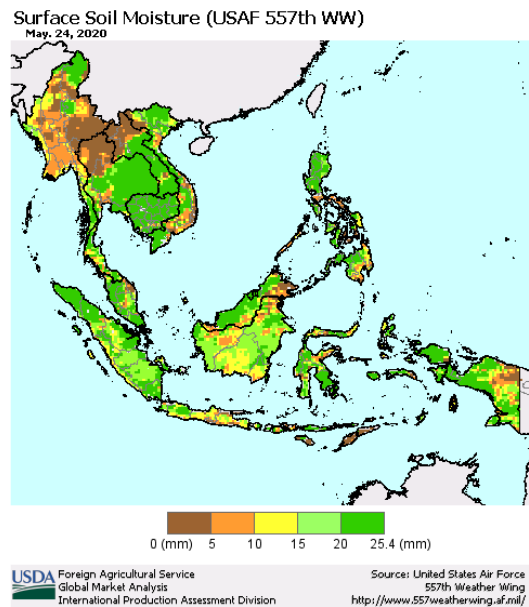 Surface Soil Moisture (USAF 557th WW)
May. 24, 2020
0 (mm) 5 10 15 20 25.4 (mm)
USDA Foreign Agricultural Service
Global Market Analysis
International Production Assessment Division
Source: United States Air Force
557th Weather Wing
http://www.557weatherwing.af.mil/